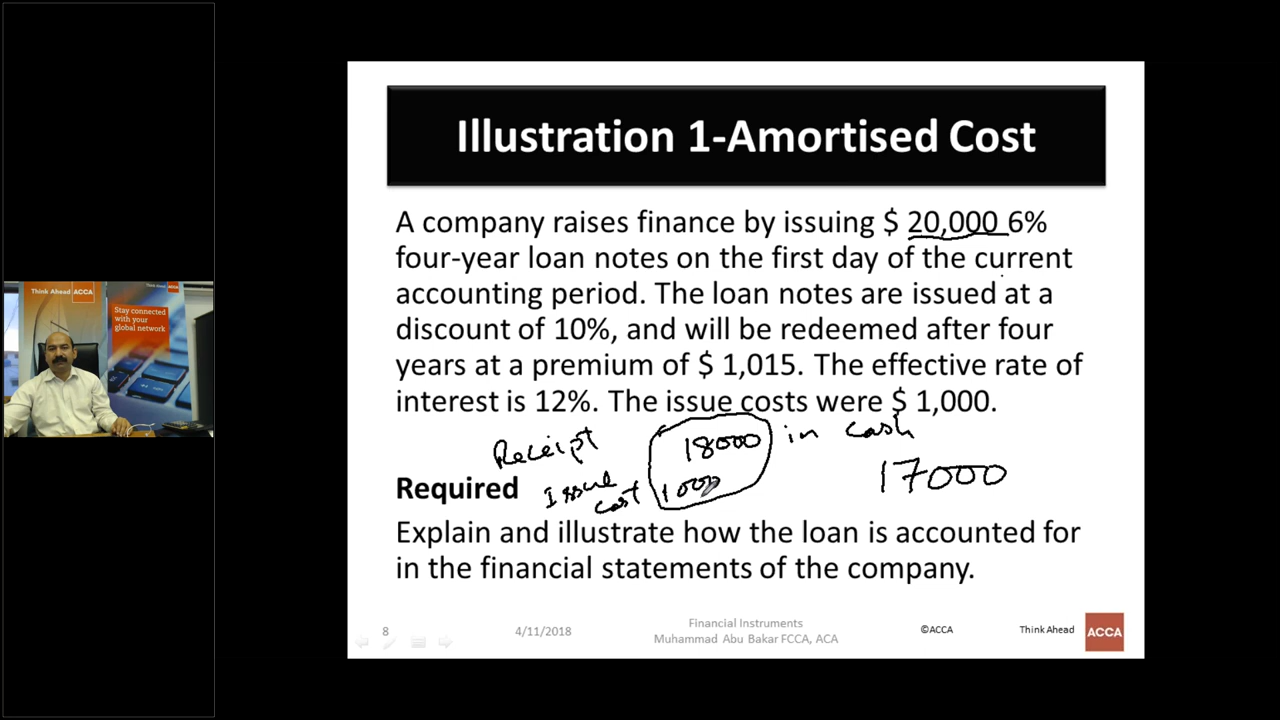 Illustration 1-Amortised Cost
A company raises finance by issuing $ 20,000 6%
four-year loan notes on the first day of the current
accounting period. The loan notes are issued at a
discount of 10%, and will be redeemed after four
years at a premium of $ 1,015. The effective rate of
interest is 12%. The issue costs were $ 1,000.
Receipt 18000 in cash
Issue cost 1000
17000
Required
Explain and illustrate how the loan is accounted for
in the financial statements of the company.
8
4/11/2018
Financial Instruments
Muhammad Abu Bakar FCCA, ACA
©ACCA
Think Ahead
ACCA
Think Ahead ACCA
Think Ahead ACCA
Stay connected
with your
global network